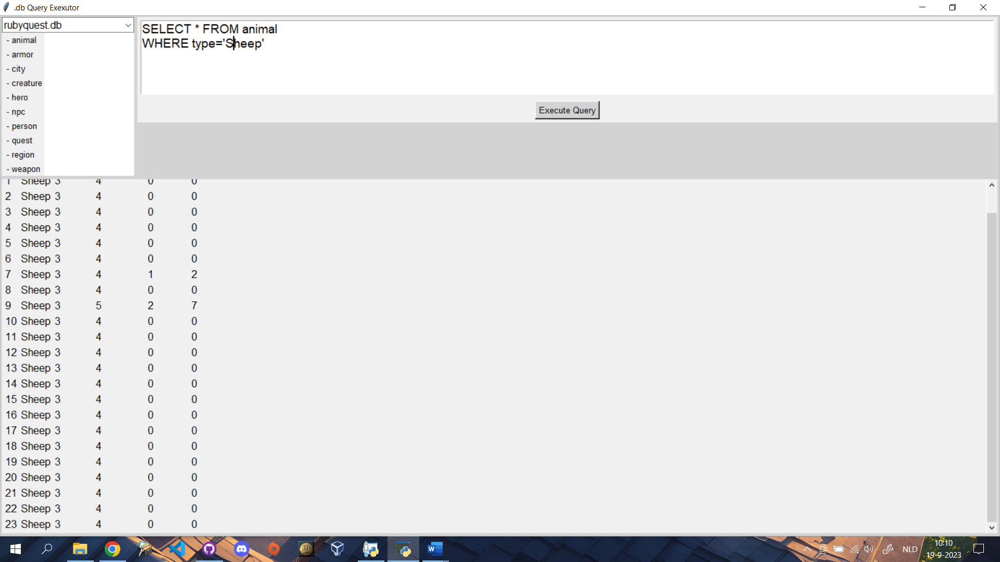 .db Query Exexutor
rubyquest.db
- animal
- armor
- city
- creature
- hero
- npc
- person
- quest
- region
- weapon
SELECT * FROM animal
WHERE type='Sheep'
Execute Query
1 Sheep 3 4 0 0
2 Sheep 3 4 0 0
3 Sheep 3 4 0 0
4 Sheep 3 4 0 0
5 Sheep 3 4 0 0
6 Sheep 3 4 0 0
7 Sheep 3 4 1 2
8 Sheep 3 4 0 0
9 Sheep 3 5 2 7
10 Sheep 3 4 0 0
11 Sheep 3 4 0 0
12 Sheep 3 4 0 0
13 Sheep 3 4 0 0
14 Sheep 3 4 0 0
15 Sheep 3 4 0 0
16 Sheep 3 4 0 0
17 Sheep 3 4 0 0
18 Sheep 3 4 0 0
19 Sheep 3 4 0 0
20 Sheep 3 4 0 0
21 Sheep 3 4 0 0
22 Sheep 3 4 0 0
23 Sheep 3 4 0 0
NLD
10:10
19-9-2023